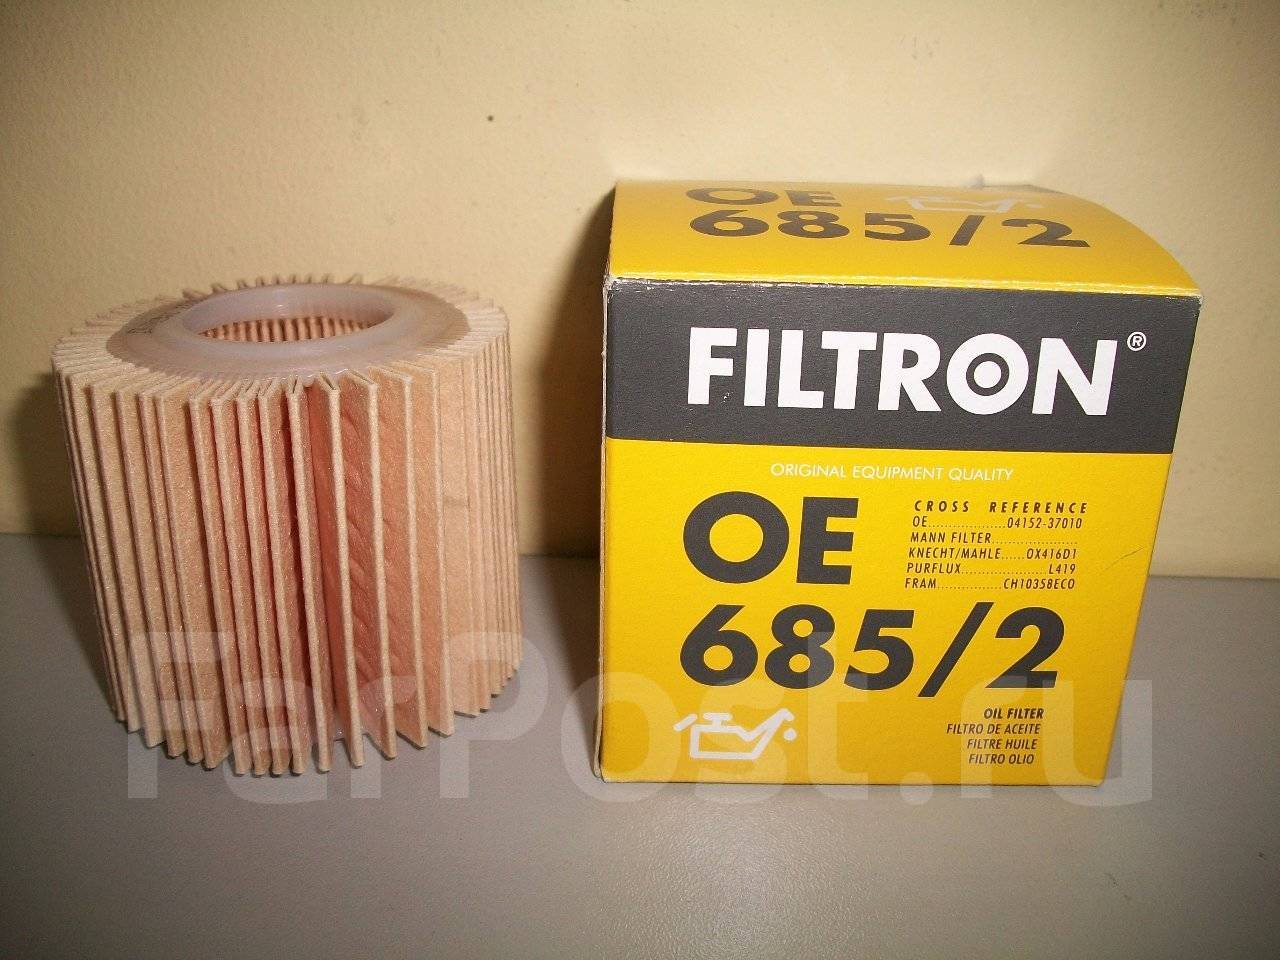 OE
685/2
FILTRON®
ORIGINAL EQUIPMENT QUALITY
OE
685/2
CROSS REFERENCE
OE...................04152-37010
MANN FILTER.....................
KNECHT/MAHLE......OX416D1
PURFLUX.....................L419
FRAM................CH10358ECO
OIL FILTER
FILTRO DE ACEITE
FILTRE HUILE
FILTRO OLIO
FarPost.ru